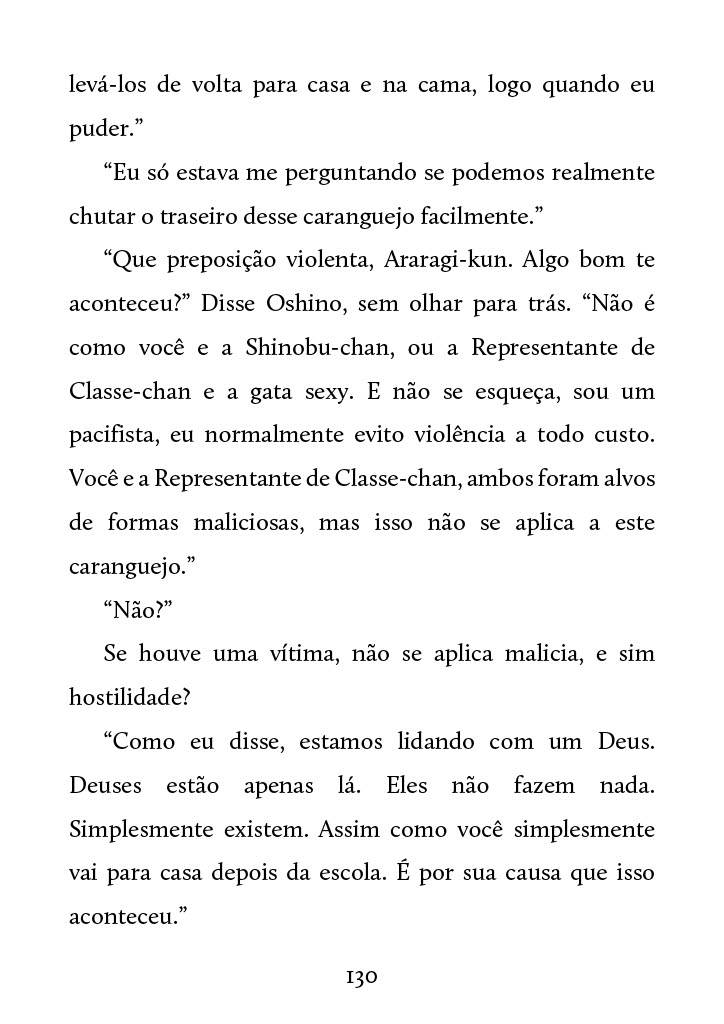 levá-los de volta para casa e na cama, logo quando eu
puder.”
“Eu só estava me perguntando se podemos realmente
chutar o traseiro desse caranguejo facilmente.”
“Que preposição violenta, Araragi-kun. Algo bom te
aconteceu?” Disse Oshino, sem olhar para trás. “Não é
como você e a Shinobu-chan, ou a Representante de
Classe-chan e a gata sexy. E não se esqueça, sou um
pacifista, eu normalmente evito violência a todo custo.
Você e a Representante de Classe-chan, ambos foram alvos
de formas maliciosas, mas isso não se aplica a este
caranguejo.”
“Não?”
Se houve uma vítima, não se aplica malicia, e sim
hostilidade?
“Como eu disse, estamos lidando com um Deus.
Deuses estão apenas lá. Eles não fazem nada.
Simplesmente existem. Assim como você simplesmente
vai para casa depois da escola. É por sua causa que isso
aconteceu.”
130